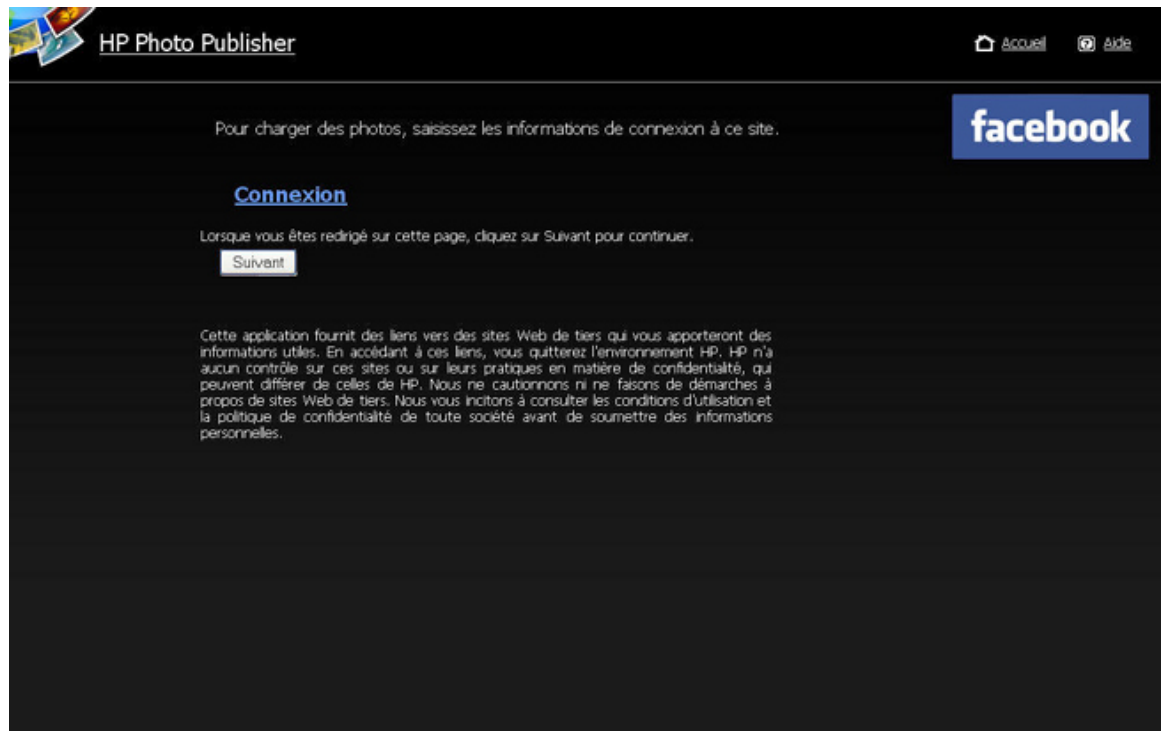 HP Photo Publisher
Accueil
Aide
facebook
Pour charger des photos, saisissez les informations de connexion à ce site.
Connexion
Lorsque vous êtes redirigé sur cette page, cliquez sur Suivant pour continuer.
Suivant
Cette application fournit des liens vers des sites Web de tiers qui vous apporteront des
informations utiles. En accédant á ces liens, vous quitterez l'environnement HP. HP n'a
aucun contrôle sur ces sites ou sur leurs pratiques en matière de confidentialité, qui
peuvent différer de celles de HP. Nous ne cautionnons ni ne faisons de démarches à
propos de sites Web de tiers. Nous vous incitons à consulter les conditions d'utilisation et
la politique de confidentialité de toute société avant de soumettre des informations
personnelles.